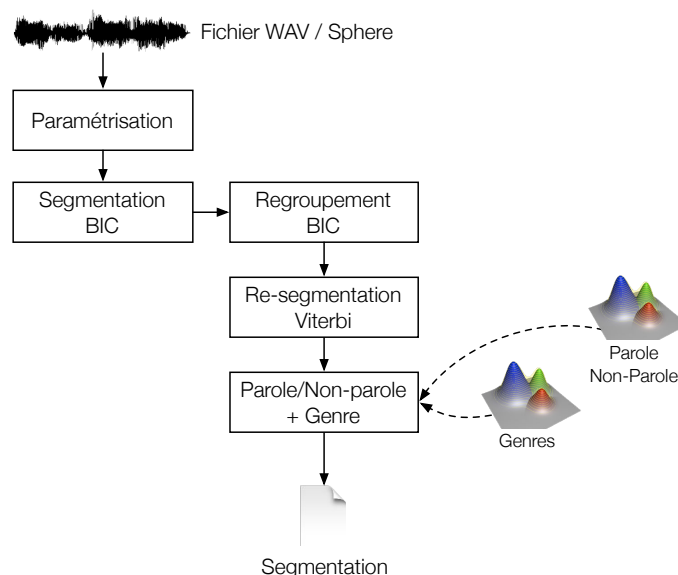 Fichier WAV / Sphere
Paramétrisation
Segmentation
BIC
Regroupement
BIC
Re-segmentation
Viterbi
Parole/Non-parole
+ Genre
Parole
Non-Parole
Genres
Segmentation